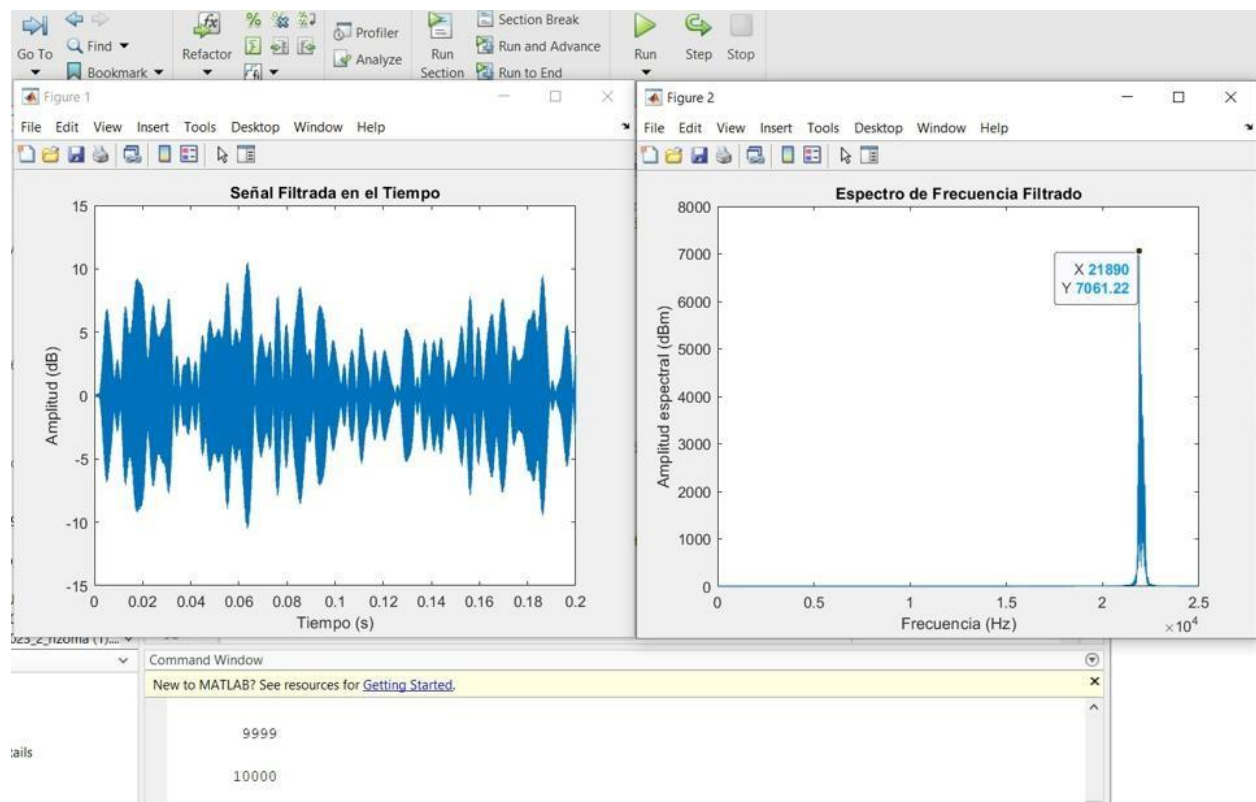 Go To
Find
Bookmark
Refactor
Profiler
Analyze
Run
Section
Section Break
Run and Advance
Run to End
Run
Step
Stop
Figure 1
File Edit View Insert Tools Desktop Window Help
Señal Filtrada en el Tiempo
15
10
5
0
-5
-10
-15
Amplitud (dB)
0 0.02 0.04 0.06 0.08 0.1 0.12 0.14 0.16 0.18 0.2
Tiempo (s)
Figure 2
File Edit View Insert Tools Desktop Window Help
Espectro de Frecuencia Filtrado
8000
7000
6000
5000
4000
3000
2000
1000
0
Amplitud espectral (dBm)
X 21890
Y 7061.22
0 0.5 1 1.5 2 2.5
Frecuencia (Hz)
×10⁴
Command Window
New to MATLAB? See resources for Getting Started.
9999
10000